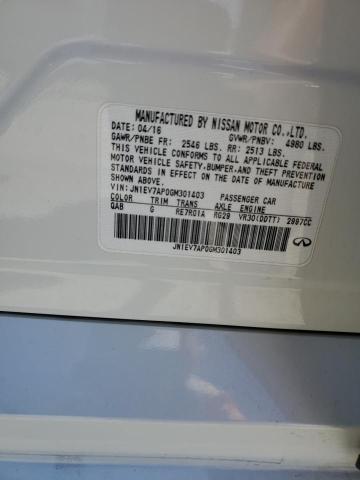 MANUFACTURED BY NISSAN MOTOR CO.,LTD.
DATE: 04/16 GVWR/PNBV: 4980 LBS.
GAWR/PNBE FR: 2546 LBS. RR: 2513 LBS.
THIS VEHICLE CONFORMS TO ALL APPLICABLE FEDERAL
MOTOR VEHICLE SAFETY, BUMPER, AND THEFT PREVENTION
STANDARDS IN EFFECT ON THE DATE OF MANUFACTURE
SHOWN ABOVE.
VIN: JN1EV7AP0GM301403 PASSENGER CAR
COLOR TRIM TRANS AXLE ENGINE
QAB G RE7R01A RG29 VR30(DDTT) 2997CC
JN1EV7AP0GM301403
INFINITI